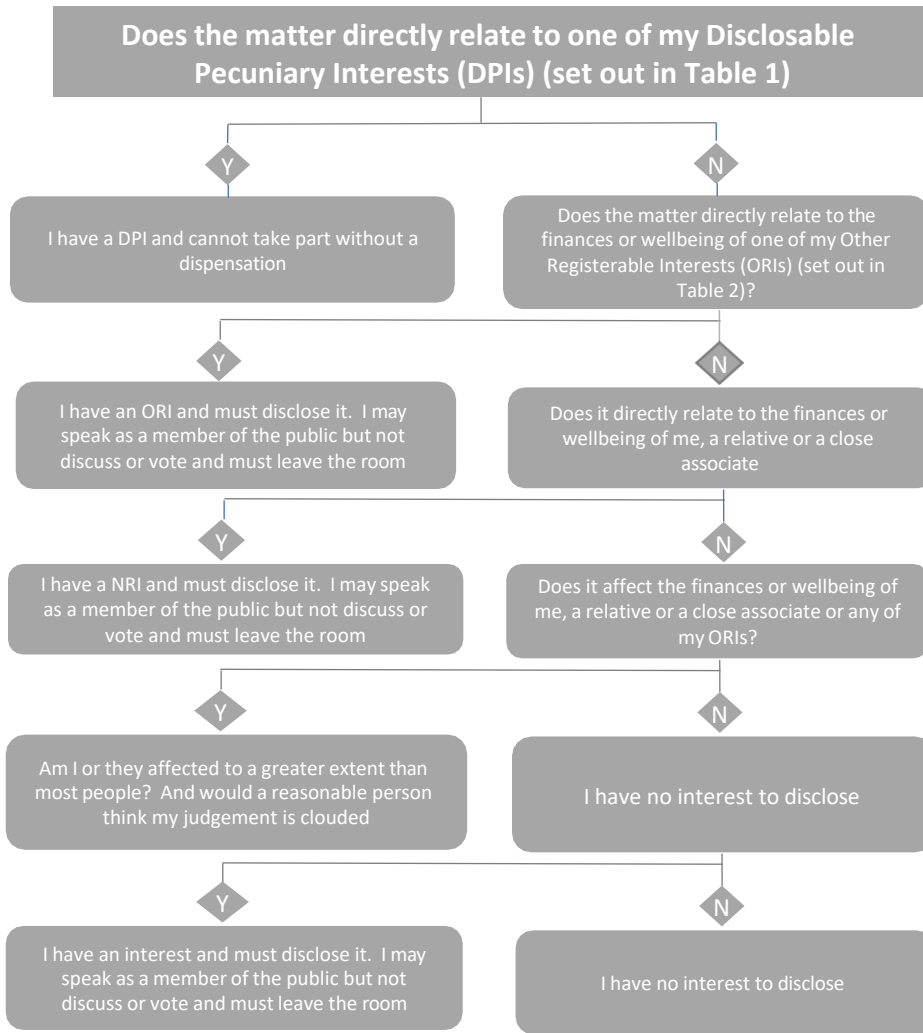 Does the matter directly relate to one of my Disclosable
Pecuniary Interests (DPIs) (set out in Table 1)
Y
N
I have a DPI and cannot take part without a
dispensation
Does the matter directly relate to the
finances or wellbeing of one of my Other
Registerable Interests (ORIs) (set out in
Table 2)?
Y
N
I have an ORI and must disclose it. I may
speak as a member of the public but not
discuss or vote and must leave the room
Does it directly relate to the finances or
wellbeing of me, a relative or a close
associate
Y
N
I have a NRI and must disclose it. I may speak
as a member of the public but not discuss or
vote and must leave the room
Does it affect the finances or wellbeing of
me, a relative or a close associate or any of
my ORIs?
Y
N
Am I or they affected to a greater extent than
most people? And would a reasonable person
think my judgement is clouded
I have no interest to disclose
Y
N
I have an interest and must disclose it. I may
speak as a member of the public but not
discuss or vote and must leave the room
I have no interest to disclose